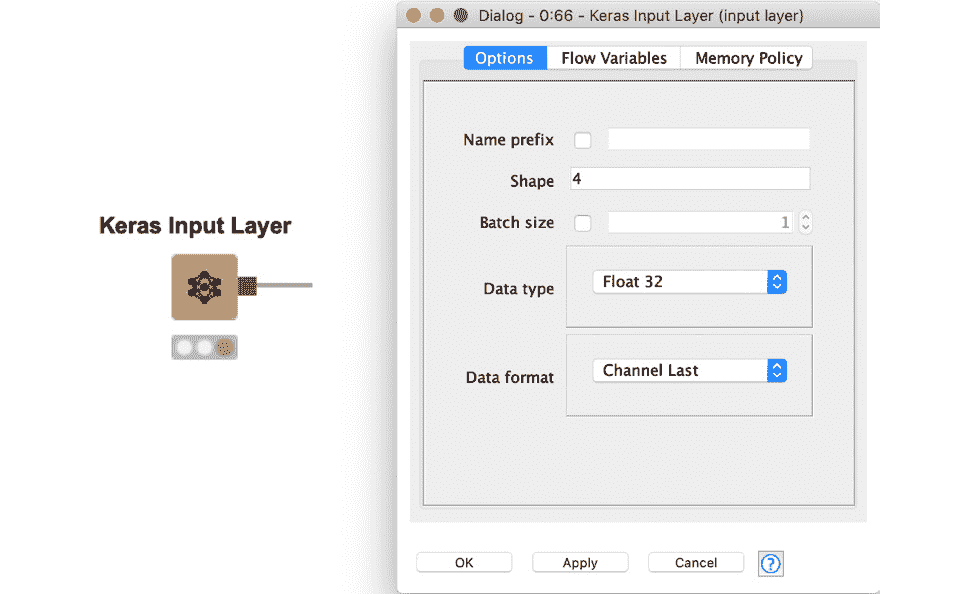 Dialog - 0:66 - Keras Input Layer (input layer)
Options Flow Variables Memory Policy
Name prefix
Shape 4
Keras Input Layer
Batch size 1
Data type Float 32
Data format Channel Last
OK Apply Cancel ?